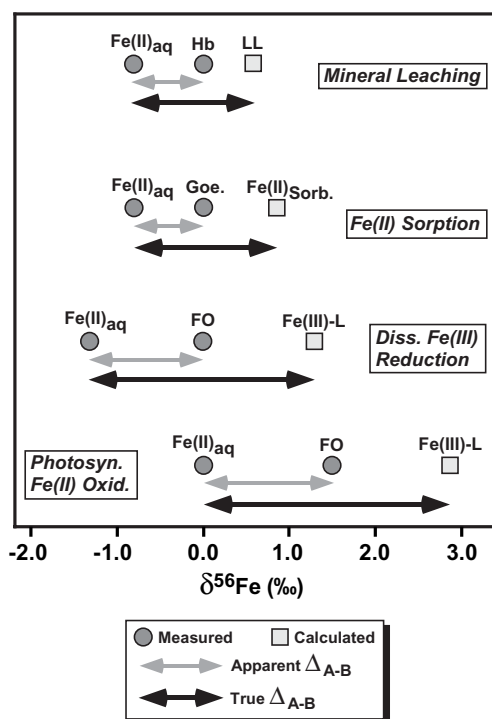 Fe(II)aq Hb LL
Mineral Leaching
Fe(II)aq Goe. Fe(II)Sorb.
Fe(II) Sorption
Fe(II)aq FO Fe(III)-L
Diss. Fe(III)
Reduction
Fe(II)aq FO Fe(III)-L
Photosyn.
Fe(II) Oxid.
-2.0 -1.0 0.0 1.0 2.0 3.0
δ56Fe (‰)
Measured Calculated
Apparent ΔA-B
True ΔA-B